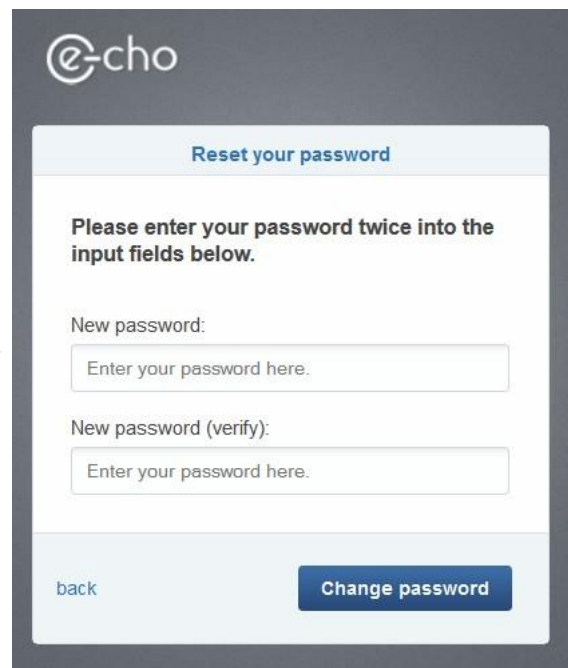 e-cho
Reset your password
Please enter your password twice into the
input fields below.
New password:
Enter your password here.
New password (verify):
Enter your password here.
back
Change password